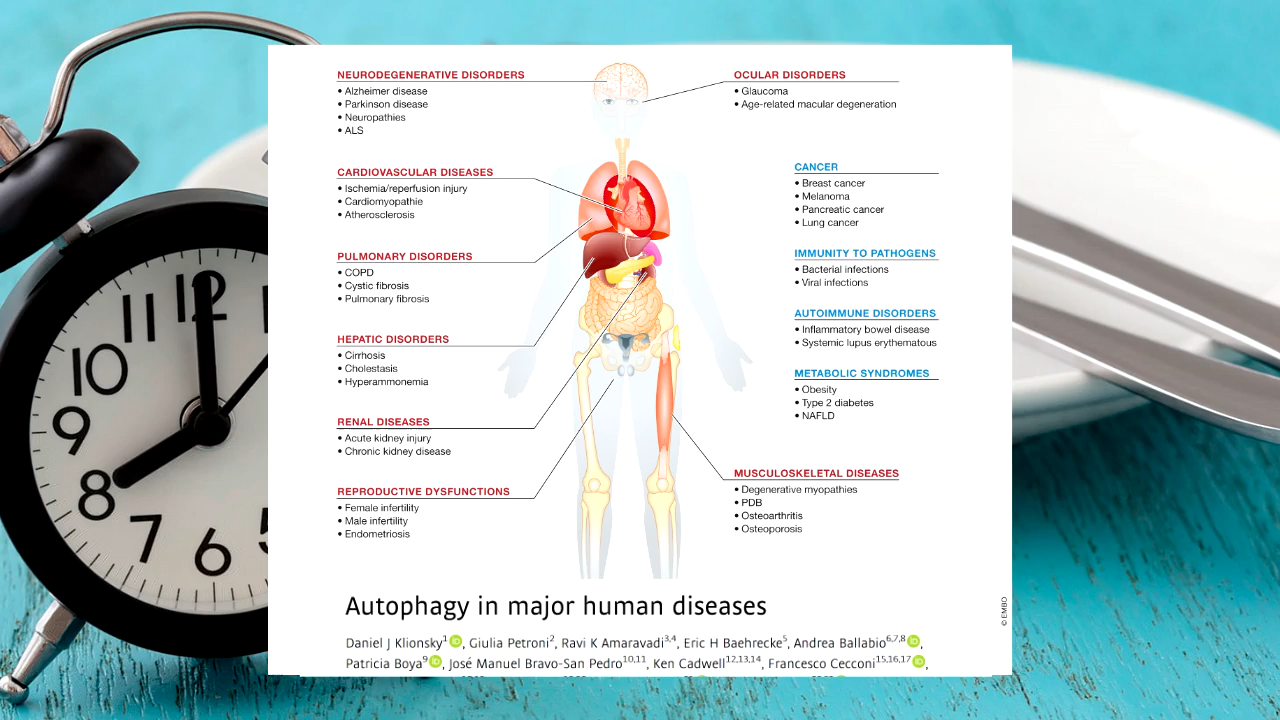 NEURODEGENERATIVE DISORDERS
• Alzheimer disease
• Parkinson disease
• Neuropathies
• ALS
CARDIOVASCULAR DISEASES
• Ischemia/reperfusion injury
• Cardiomyopathie
• Atherosclerosis
PULMONARY DISORDERS
• COPD
• Cystic fibrosis
• Pulmonary fibrosis
HEPATIC DISORDERS
• Cirrhosis
• Cholestasis
• Hyperammonemia
RENAL DISEASES
• Acute kidney injury
• Chronic kidney disease
REPRODUCTIVE DYSFUNCTIONS
• Female infertility
• Male infertility
• Endometriosis
OCULAR DISORDERS
• Glaucoma
• Age-related macular degeneration
CANCER
• Breast cancer
• Melanoma
• Pancreatic cancer
• Lung cancer
IMMUNITY TO PATHOGENS
• Bacterial infections
• Viral infections
AUTOIMMUNE DISORDERS
• Inflammatory bowel disease
• Systemic lupus erythematous
METABOLIC SYNDROMES
• Obesity
• Type 2 diabetes
• NAFLD
MUSCULOSKELETAL DISEASES
• Degenerative myopathies
• PDB
• Osteoarthritis
• Osteoporosis
© EMBO
Autophagy in major human diseases
Daniel J Klionsky1 iD, Giulia Petroni2, Ravi K Amaravadi3,4, Eric H Baehrecke5, Andrea Ballabio6,7,8 iD,
Patricia Boya9 iD, José Manuel Bravo-San Pedro10,11, Ken Cadwell12,13,14, Francesco Cecconi15,16,17 iD,
12
11
10
9
8
7
6